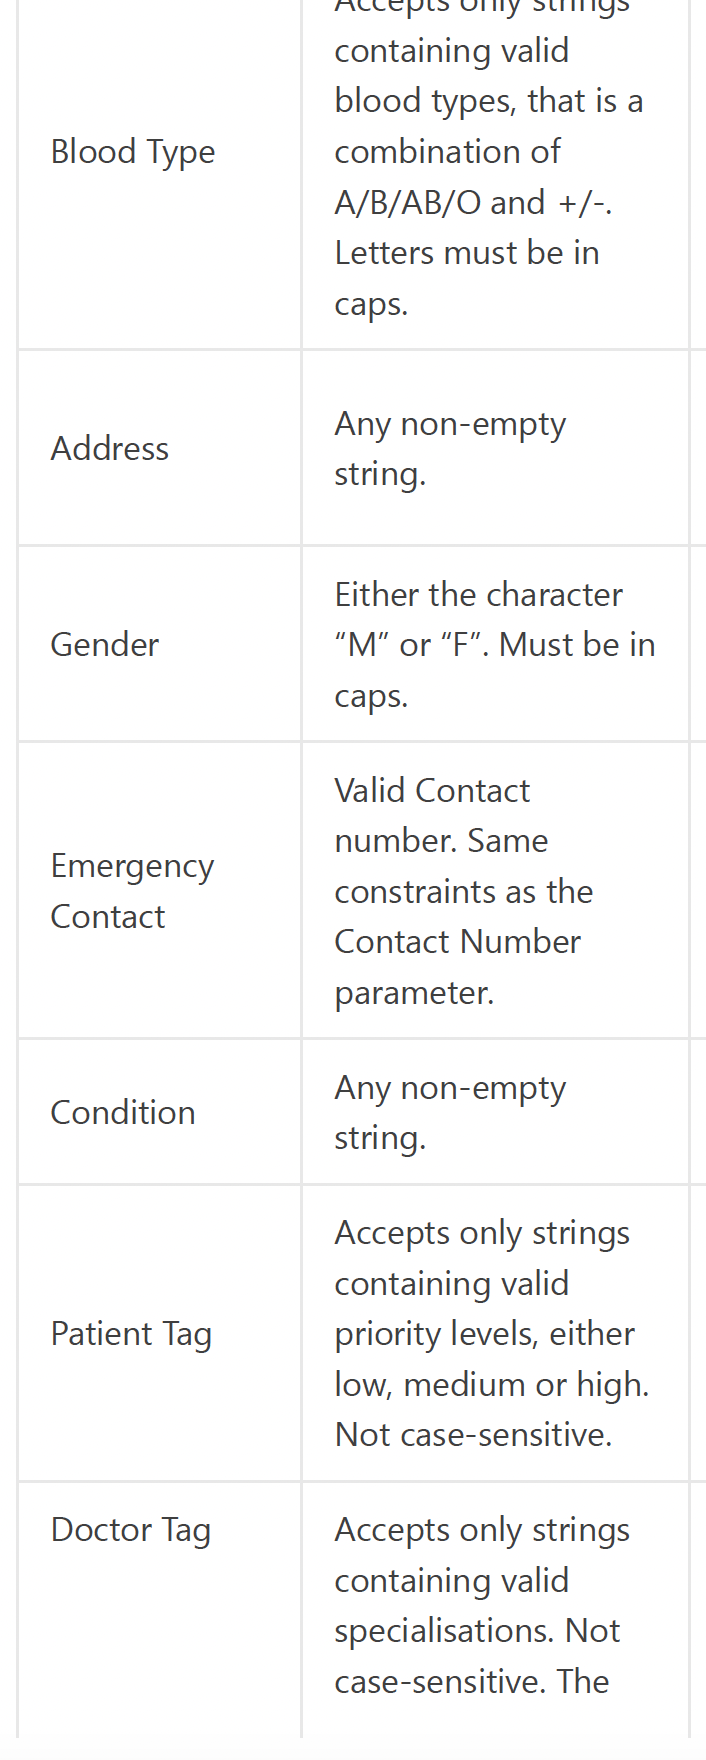 Accepts only strings
containing valid
blood types, that is a
Blood Type
combination of
A/B/AB/O and +/-.
Letters must be in
caps.
Address
Any non-empty
string.
Gender
Either the character
“M” or “F”. Must be in
caps.
Emergency
Contact
Valid Contact
number. Same
constraints as the
Contact Number
parameter.
Condition
Any non-empty
string.
Patient Tag
Accepts only strings
containing valid
priority levels, either
low, medium or high.
Not case-sensitive.
Doctor Tag
Accepts only strings
containing valid
specialisations. Not
case-sensitive. The